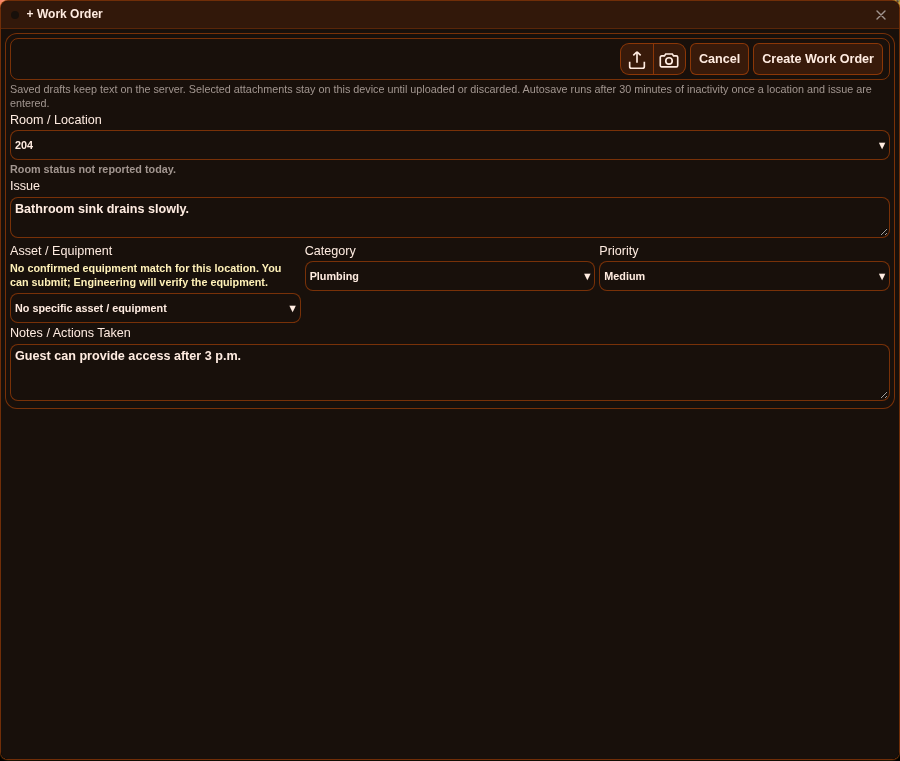 + Work Order
Cancel
Create Work Order
Saved drafts keep text on the server. Selected attachments stay on this device until uploaded or discarded. Autosave runs after 30 minutes of inactivity once a location and issue are
entered.
Room / Location
204
Room status not reported today.
Issue
Bathroom sink drains slowly.
Asset / Equipment
No confirmed equipment match for this location. You
can submit; Engineering will verify the equipment.
No specific asset / equipment
Category
Plumbing
Priority
Medium
Notes / Actions Taken
Guest can provide access after 3 p.m.